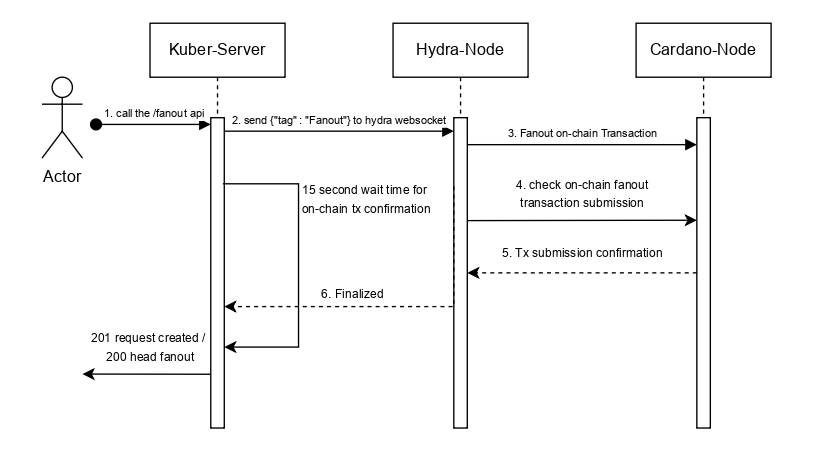 Kuber-Server
Hydra-Node
Cardano-Node
1. call the /fanout api
2. send {"tag" : "Fanout"} to hydra websocket
3. Fanout on-chain Transaction
Actor
15 second wait time for
on-chain tx confirmation
4. check on-chain fanout
transaction submission
5. Tx submission confirmation
6. Finalized
201 request created /
200 head fanout